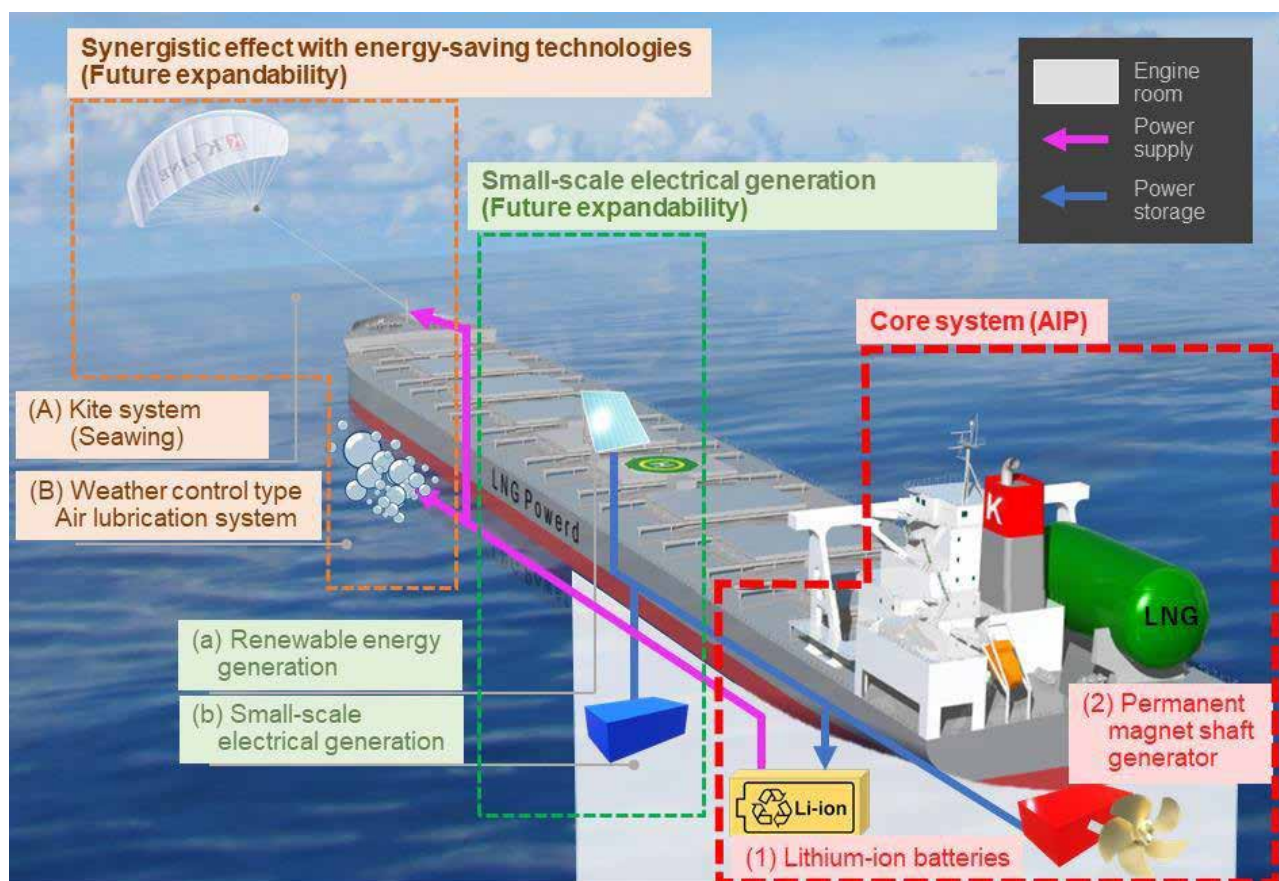 Synergistic effect with energy-saving technologies
(Future expandability)
Engine
room
Power
supply
Power
storage
K LINE
Small-scale electrical generation
(Future expandability)
Core system (AIP)
(A) Kite system
(Seawing)
(B) Weather control type
Air lubrication system
LNG Powerd
K
LNG
(a) Renewable energy
generation
(b) Small-scale
electrical generation
(2) Permanent
magnet shaft
generator
Li-ion
(1) Lithium-ion batteries